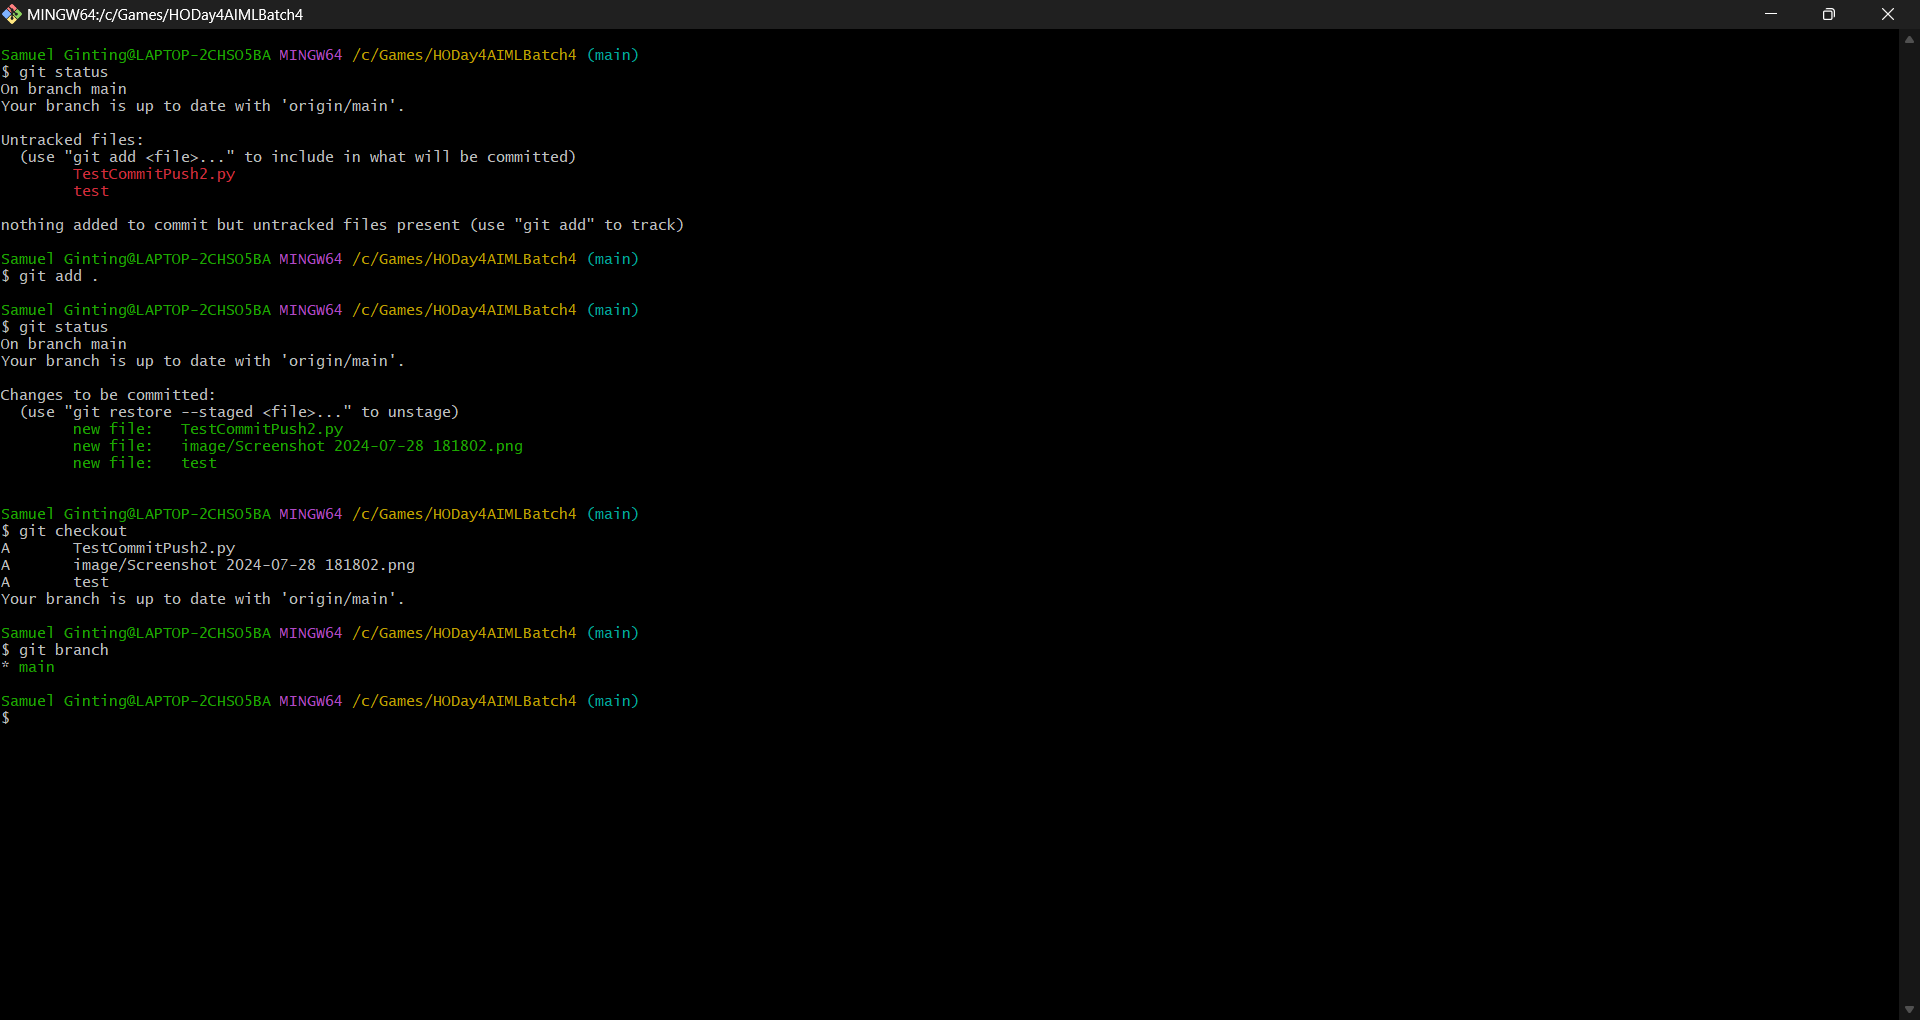 MINGW64:/c/Games/HODay4AIMLBatch4
Samuel Ginting@LAPTOP-2CHSO5BA MINGW64 /c/Games/HODay4AIMLBatch4 (main)
$ git status
On branch main
Your branch is up to date with 'origin/main'.
Untracked files:
  (use "git add <file>..." to include in what will be committed)
        TestCommitPush2.py
        test
nothing added to commit but untracked files present (use "git add" to track)
Samuel Ginting@LAPTOP-2CHSO5BA MINGW64 /c/Games/HODay4AIMLBatch4 (main)
$ git add .
Samuel Ginting@LAPTOP-2CHSO5BA MINGW64 /c/Games/HODay4AIMLBatch4 (main)
$ git status
On branch main
Your branch is up to date with 'origin/main'.
Changes to be committed:
  (use "git restore --staged <file>..." to unstage)
        new file:   TestCommitPush2.py
        new file:   image/Screenshot 2024-07-28 181802.png
        new file:   test
Samuel Ginting@LAPTOP-2CHSO5BA MINGW64 /c/Games/HODay4AIMLBatch4 (main)
$ git checkout
A       TestCommitPush2.py
A       image/Screenshot 2024-07-28 181802.png
A       test
Your branch is up to date with 'origin/main'.
Samuel Ginting@LAPTOP-2CHSO5BA MINGW64 /c/Games/HODay4AIMLBatch4 (main)
$ git branch
* main
Samuel Ginting@LAPTOP-2CHSO5BA MINGW64 /c/Games/HODay4AIMLBatch4 (main)
$